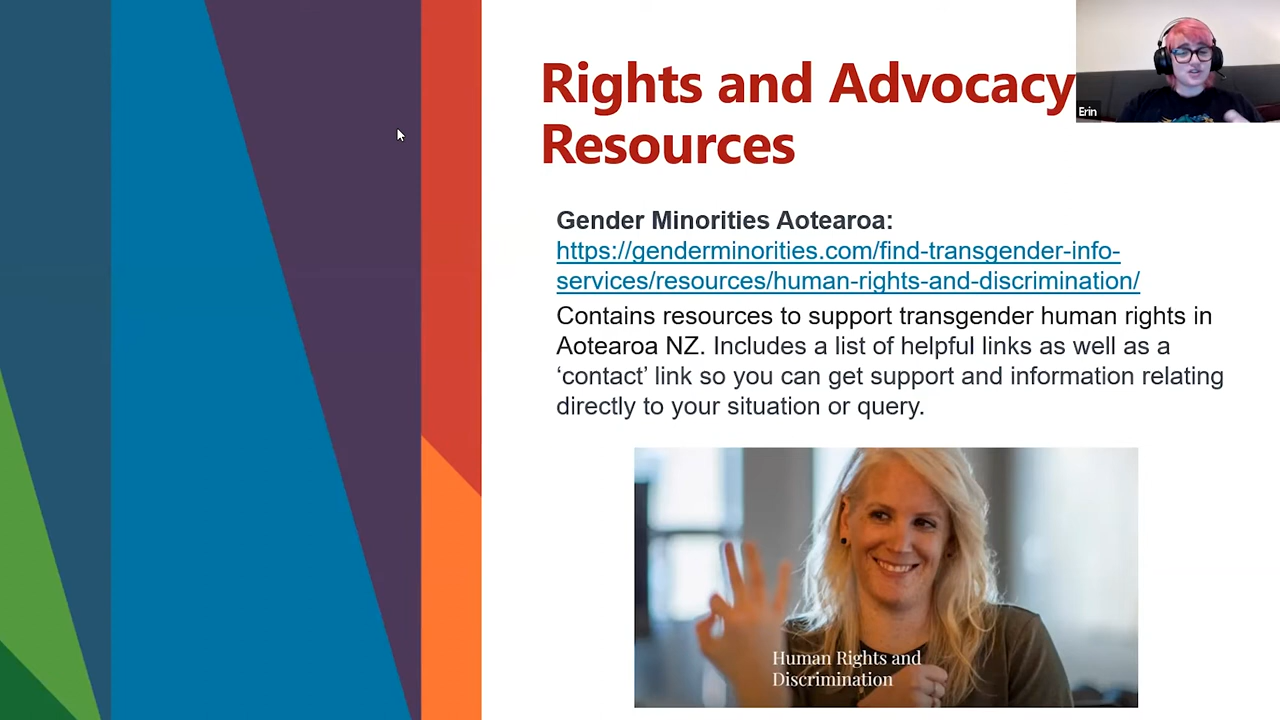 Rights and Advocacy
Resources
Erin
Gender Minorities Aotearoa:
https://genderminorities.com/find-transgender-info-
services/resources/human-rights-and-discrimination/
Contains resources to support transgender human rights in
Aotearoa NZ. Includes a list of helpful links as well as a
‘contact’ link so you can get support and information relating
directly to your situation or query.
Human Rights and
Discrimination